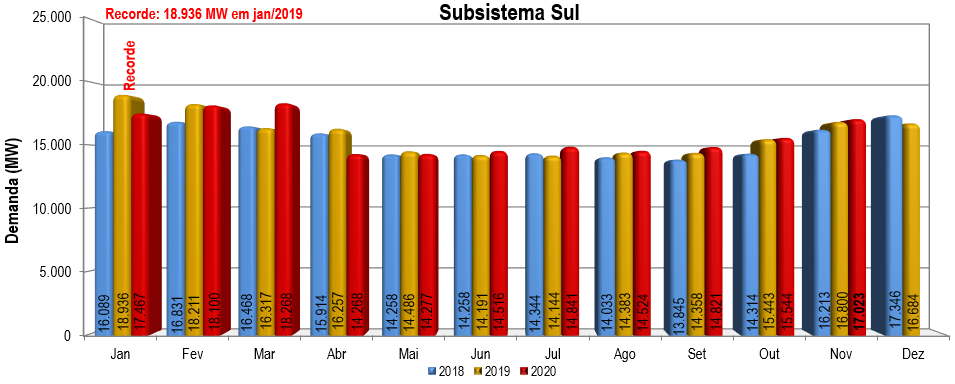 Subsistema Sul
Recorde: 18.936 MW em jan/2019
Recorde
Demanda (MW)
25.000
20.000
15.000
10.000
5.000
0
16.089 18.936 17.467
16.831 18.211 18.100
16.468 16.317 18.268
15.914 16.257 14.268
14.258 14.486 14.277
14.258 14.191 14.516
14.344 14.144 14.841
14.033 14.383 14.524
13.845 14.358 14.821
14.314 15.443 15.544
16.213 16.800 17.023
17.346 16.684
Jan Fev Mar Abr Mai Jun Jul Ago Set Out Nov Dez
2018 2019 2020